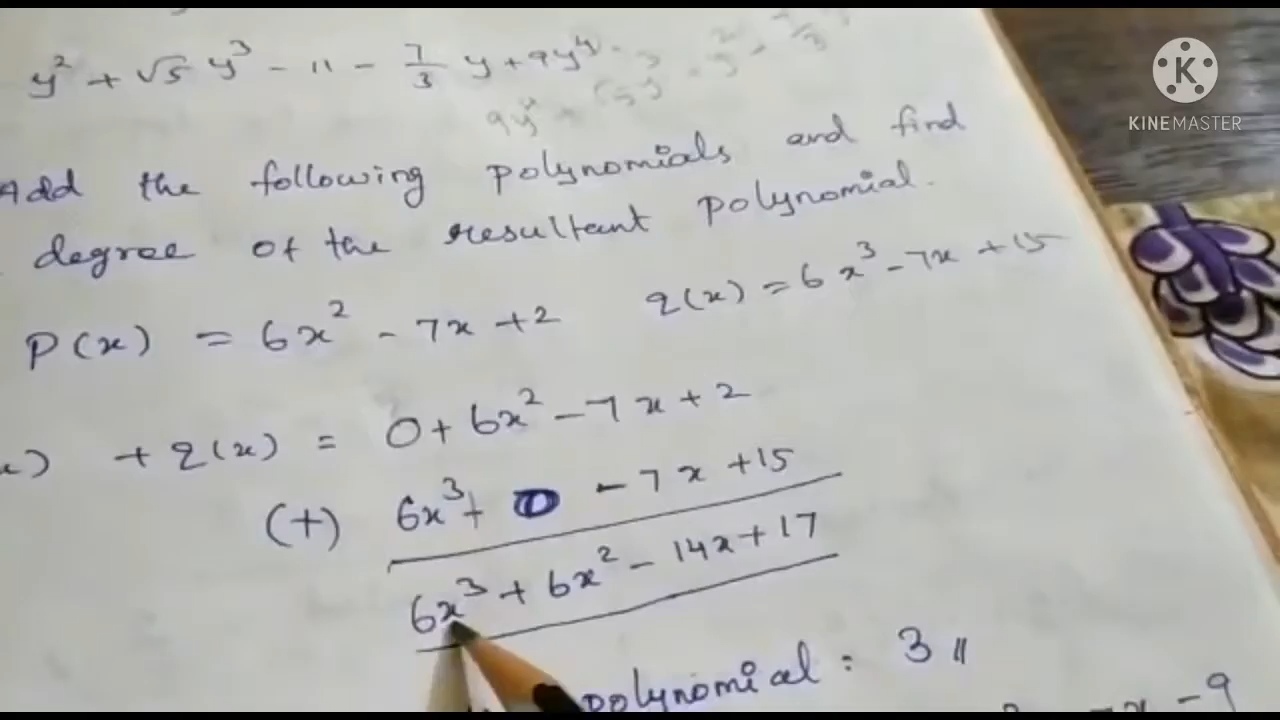 y² + √5 y³ - 11 - 7/3 y + 9y⁴
KINEMASTER
Add the following polynomials and find
degree of the resultant polynomial.
P(x) = 6x² - 7x + 2 q(x) = 6x³ - 7x + 15
+ q(x) = 0 + 6x² - 7x + 2
(+) 6x³ + 0 - 7x + 15
6x³ + 6x² - 14x + 17
polynomial : 3 //
x - 9